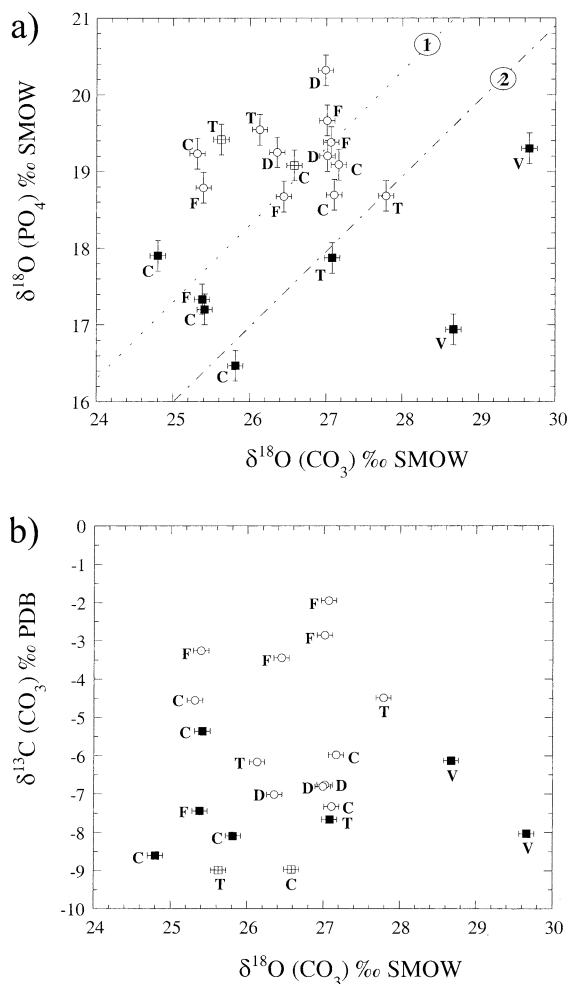 a)
21
20
19
18
17
16
δ¹⁸O (PO₄) ‰ SMOW
1
2
D
F
T
T
F
C
D
D
C
F
F
C
T
V
C
T
F
C
V
C
24 25 26 27 28 29 30
δ¹⁸O (CO₃) ‰ SMOW
b)
0
-1
-2
-3
-4
-5
-6
-7
-8
-9
-10
δ¹³C (CO₃) ‰ PDB
F
F
F
F
C
T
C
C
T
V
D
D
D
F
C
T
C
V
C
T
C
24 25 26 27 28 29 30
δ¹⁸O (CO₃) ‰ SMOW